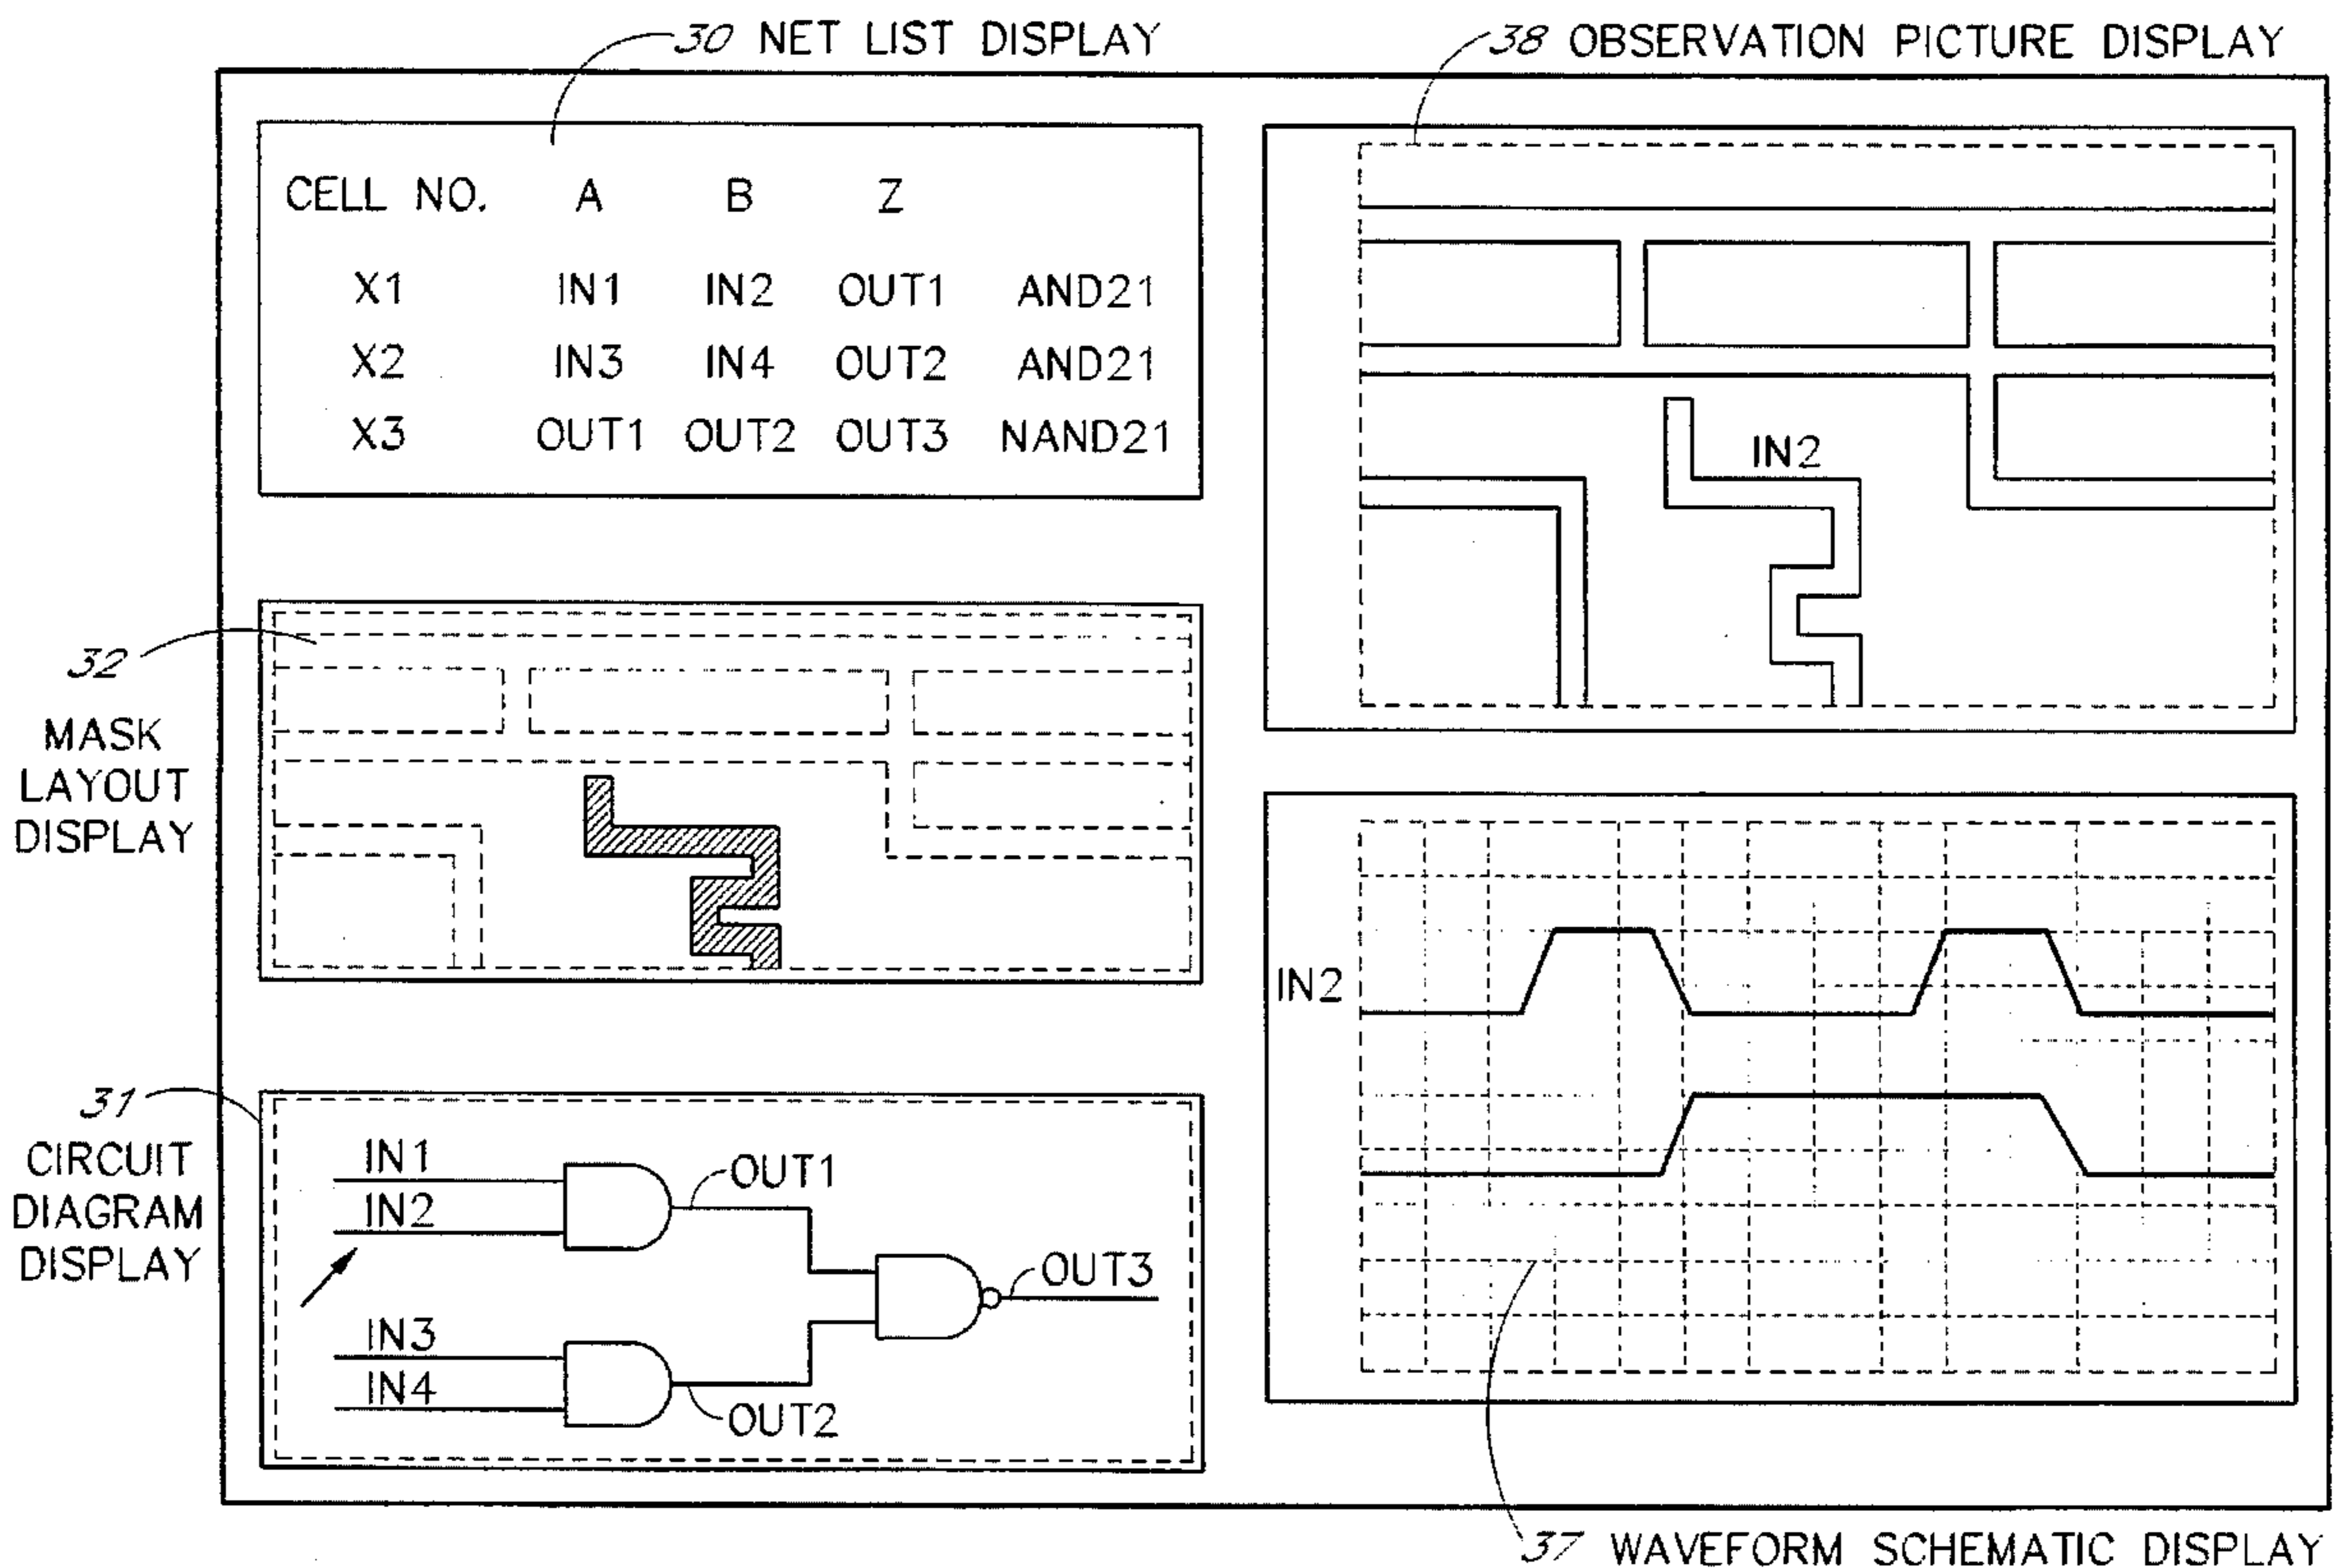 30 NET LIST DISPLAY
CELL NO. A B Z
X1 IN1 IN2 OUT1 AND21
X2 IN3 IN4 OUT2 AND21
X3 OUT1 OUT2 OUT3 NAND21
32
MASK
LAYOUT
DISPLAY
31
CIRCUIT
DIAGRAM
DISPLAY
IN1
IN2
OUT1
OUT3
IN3
IN4
OUT2
38 OBSERVATION PICTURE DISPLAY
IN2
IN2
37 WAVEFORM SCHEMATIC DISPLAY